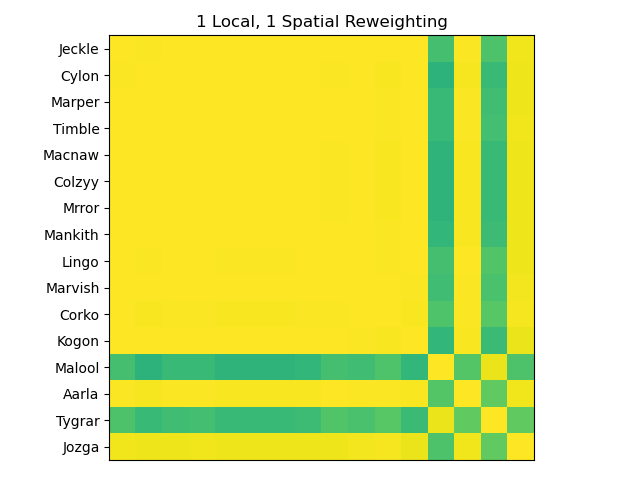 1 Local, 1 Spatial Reweighting
Jeckle
Cylon
Marper
Timble
Macnaw
Colzyy
Mrror
Mankith
Lingo
Marvish
Corko
Kogon
Malool
Aarla
Tygrar
Jozga